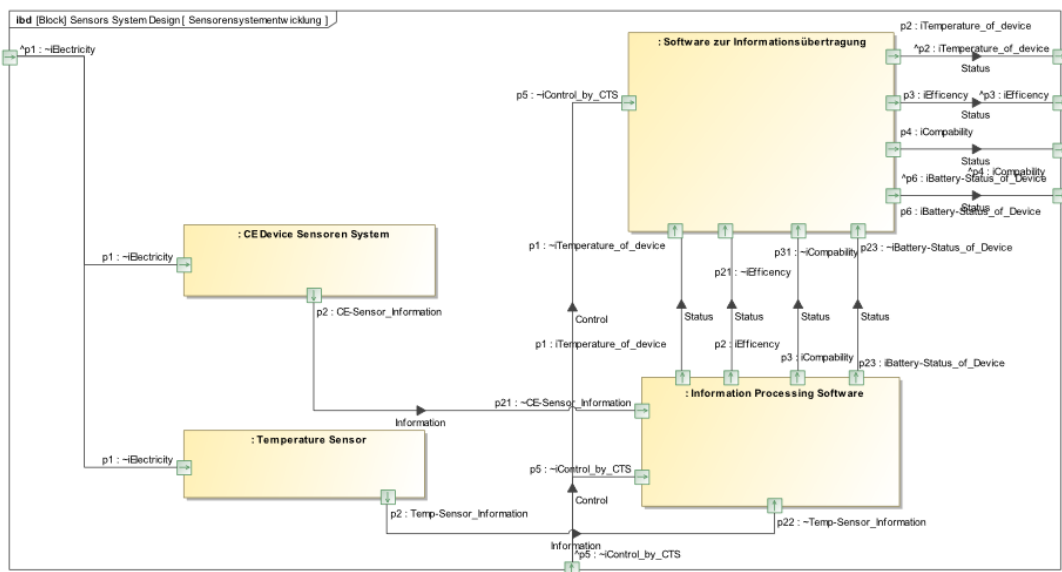 ibd [Block] Sensors System Design [ Sensorensystementwicklung ]
^p1 : ~iElectricity
p2 : iTemperature_of_device
: Software zur Informationsübertragung
^p2 : iTemperature_of_device
Status
p5 : ~iControl_by_CTS
p3 : iEfficency
^p3 : iEfficency
Status
p4 : iCompability
Status
^p4 : iCompability
^p6 : iBattery-Status_of_Device
Status
p6 : iBattery-Status_of_Device
: CE Device Sensoren System
p1 : ~iTemperature_of_device
p31 : ~iCompability
p23 : ~iBattery-Status_of_Device
p1 : ~iElectricity
p21 : ~iEfficency
p2 : CE-Sensor_Information
Control
Status
Status
Status
Status
p1 : iTemperature_of_device
p2 : iEfficency
p3 : iCompability
p23 : iBattery-Status_of_Device
: Information Processing Software
p21 : ~CE-Sensor_Information
Information
: Temperature Sensor
p1 : ~iElectricity
p5 : ~iControl_by_CTS
Control
p2 : Temp-Sensor_Information
p22 : ~Temp-Sensor_Information
Information
^p5 : ~iControl_by_CTS